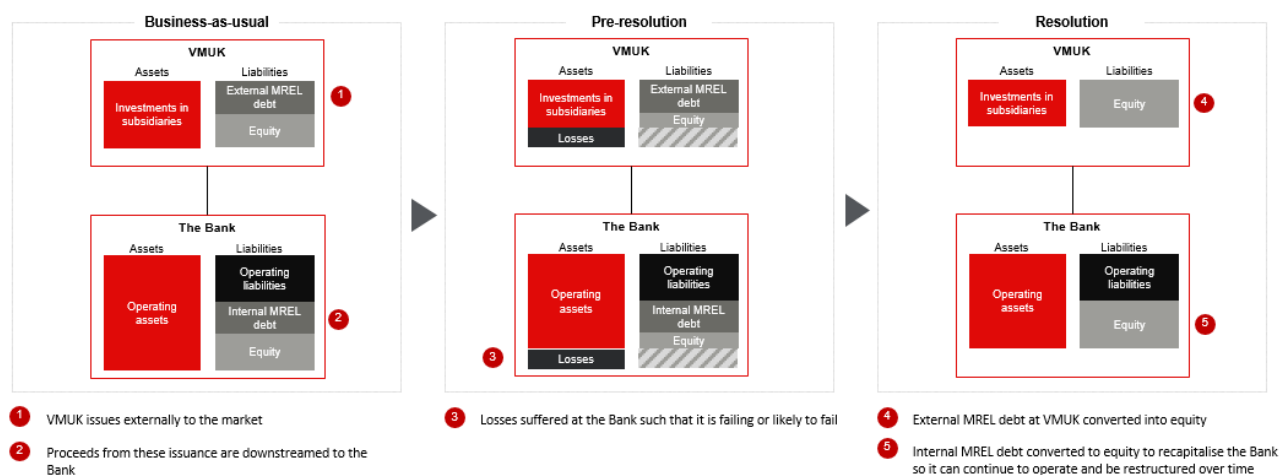 Business-as-usual
VMUK
Assets
Liabilities
Investments in
subsidiaries
External MREL
debt
Equity
1
The Bank
Assets
Liabilities
Operating
assets
Operating
liabilities
Internal MREL
debt
Equity
2
1 VMUK issues externally to the market
2 Proceeds from these issuance are downstreamed to the
Bank
Pre-resolution
VMUK
Assets
Liabilities
Investments in
subsidiaries
Losses
External MREL
debt
Equity
The Bank
Assets
Liabilities
Operating
assets
3
Losses
Operating
liabilities
Internal MREL
debt
Equity
3 Losses suffered at the Bank such that it is failing or likely to fail
Resolution
VMUK
Assets
Liabilities
Investments in
subsidiaries
Equity
4
The Bank
Assets
Liabilities
Operating
assets
Operating
liabilities
Equity
5
4 External MREL debt at VMUK converted into equity
5 Internal MREL debt converted to equity to recapitalise the Bank
so it can continue to operate and be restructured over time